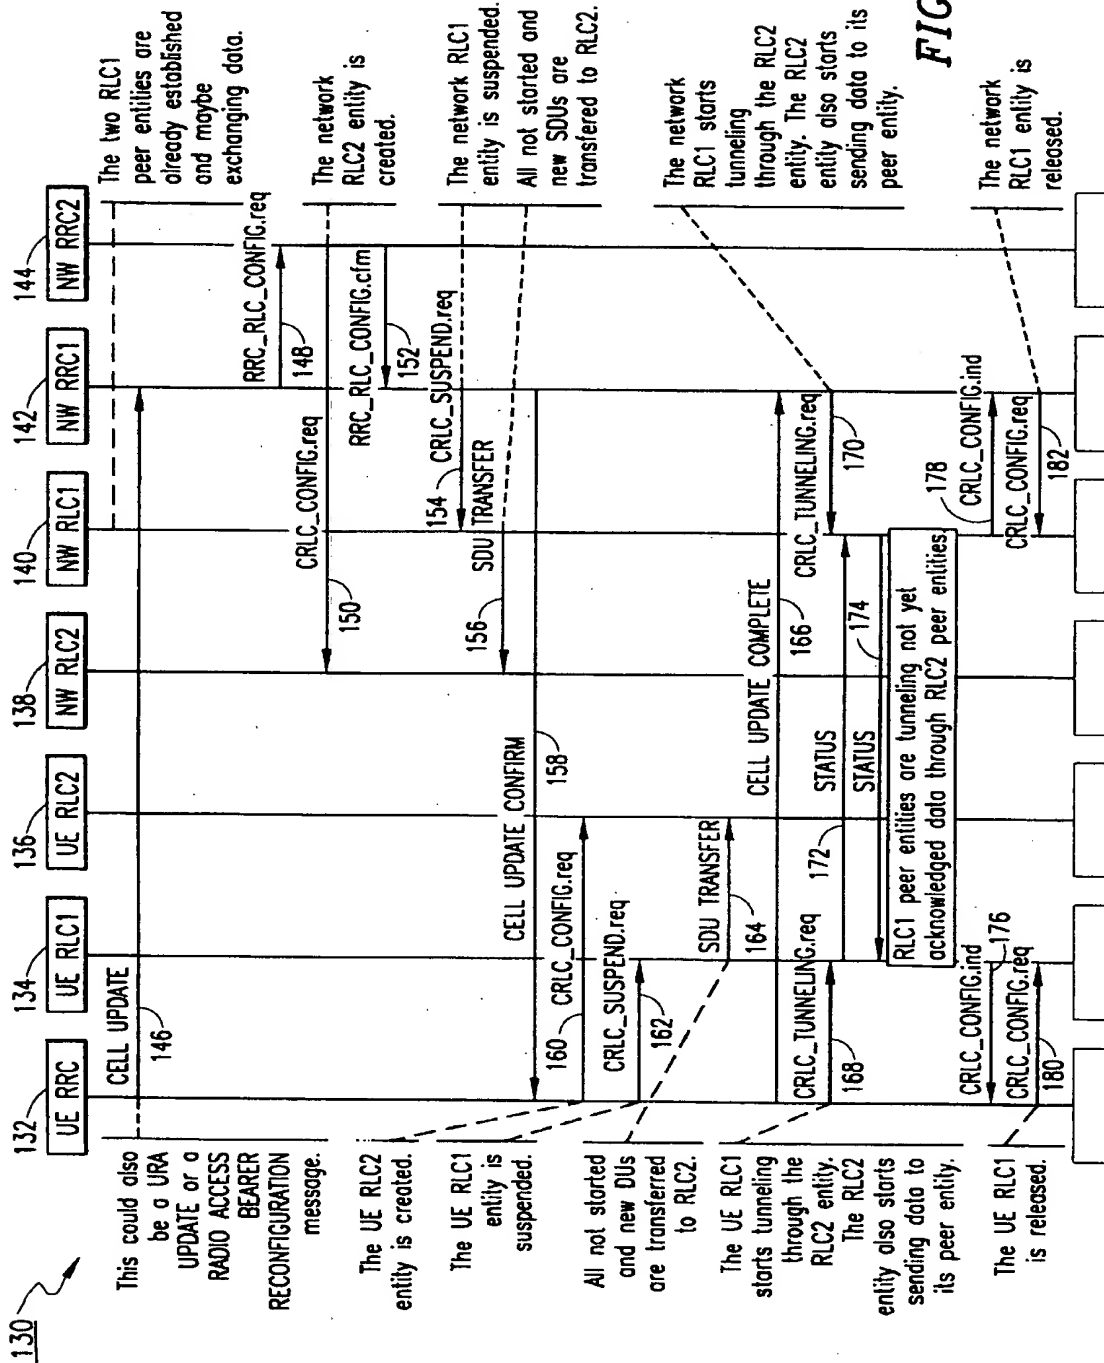 130
132
134
136
138
140
142
144
UE RRC
UE RLC1
UE RLC2
NW RLC2
NW RLC1
NW RRC1
NW RRC2
This could also
be a URA
UPDATE or a
RADIO ACCESS
BEARER
RECONFIGURATION
message.
CELL UPDATE
146
The two RLC1
peer entities are
already established
and maybe
exchanging data.
RRC_RLC_CONFIG.req
148
CRLC_CONFIG.req
150
The network
RLC2 entity is
created.
RRC_RLC_CONFIG.cfm
152
154
CRLC_SUSPEND.req
The network RLC1
entity is suspended.
SDU TRANSFER
156
All not started and
new SDUs are
transfered to RLC2.
CELL UPDATE CONFIRM
158
The UE RLC2
entity is created.
160
CRLC_CONFIG.req
The UE RLC1
entity is
suspended.
CRLC_SUSPEND.req
162
All not started
and new DUs
are transferred
to RLC2.
SDU TRANSFER
164
CELL UPDATE COMPLETE
166
The UE RLC1
starts tunneling
through the
RLC2 entity.
The RLC2
entity also starts
sending data to
its peer entity.
CRLC_TUNNELING.req
168
CRLC_TUNNELING.req
170
The network
RLC1 starts
tunneling
through the RLC2
entity. The RLC2
entity also starts
sending data to its
peer entity.
172
STATUS
STATUS
174
RLC1 peer entities are tunneling not yet
acknowledged data through RLC2 peer entities.
CRLC_CONFIG.ind
176
178
CRLC_CONFIG.ind
The UE RLC1
is released.
CRLC_CONFIG.req
180
CRLC_CONFIG.req
182
The network
RLC1 entity is
released.
FIG